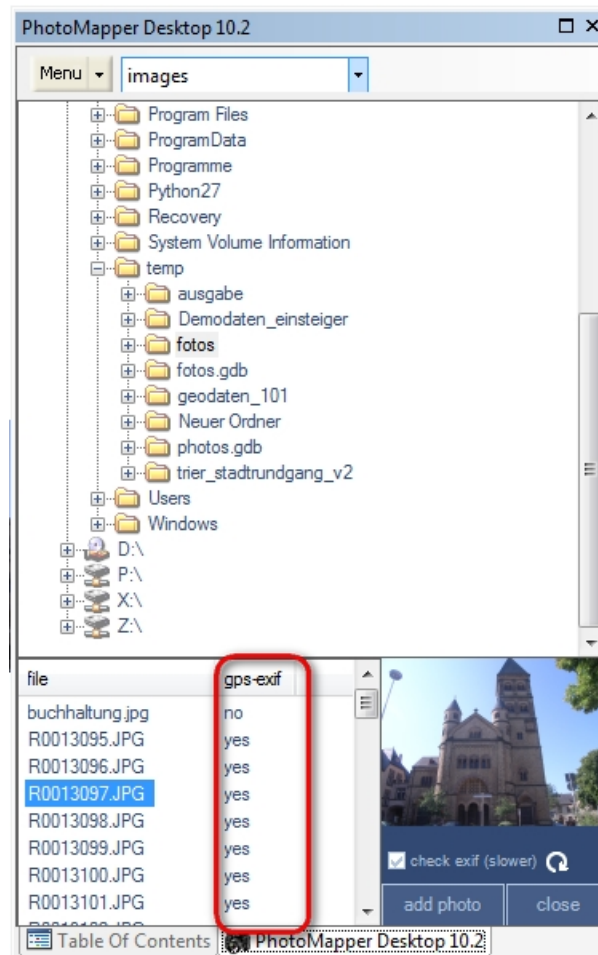 PhotoMapper Desktop 10.2
Menu images
Program Files
ProgramData
Programme
Python27
Recovery
System Volume Information
temp
ausgabe
Demodaten_einsteiger
fotos
fotos.gdb
geodaten_101
Neuer Ordner
photos.gdb
trier_stadtrundgang_v2
Users
Windows
D:\
P:\
X:\
Z:\
file gps-exif
buchhaltung.jpg no
R0013095.JPG yes
R0013096.JPG yes
R0013097.JPG yes
R0013098.JPG yes
R0013099.JPG yes
R0013100.JPG yes
R0013101.JPG yes
check exif (slower)
add photo close
Table Of Contents PhotoMapper Desktop 10.2